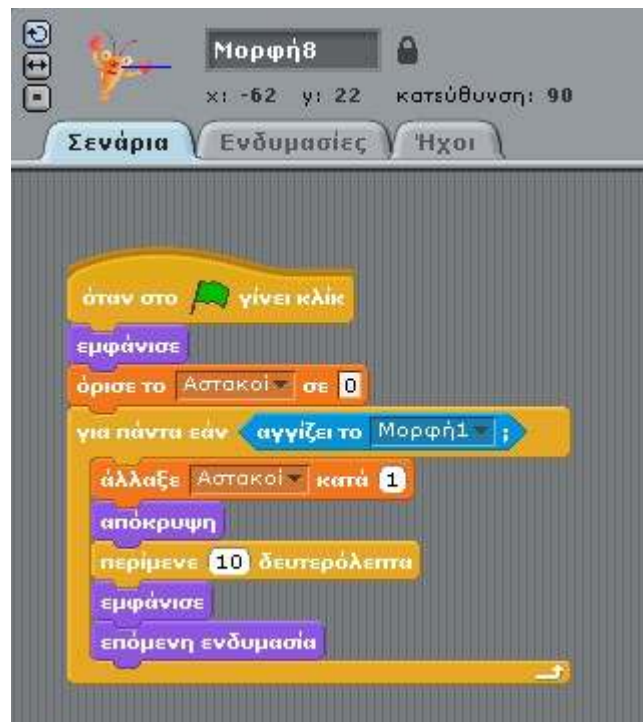 Μορφή8
x: -62 y: 22 κατεύθυνση: 90
Σενάρια Ενδυμασίες Ήχοι
όταν στο γίνει κλίκ
εμφάνισε
όρισε το Αστακοί σε 0
για πάντα εάν αγγίζει το Μορφή1 ;
άλλαξε Αστακοί κατά 1
απόκρυψη
περίμενε 10 δευτερόλεπτα
εμφάνισε
επόμενη ενδυμασία